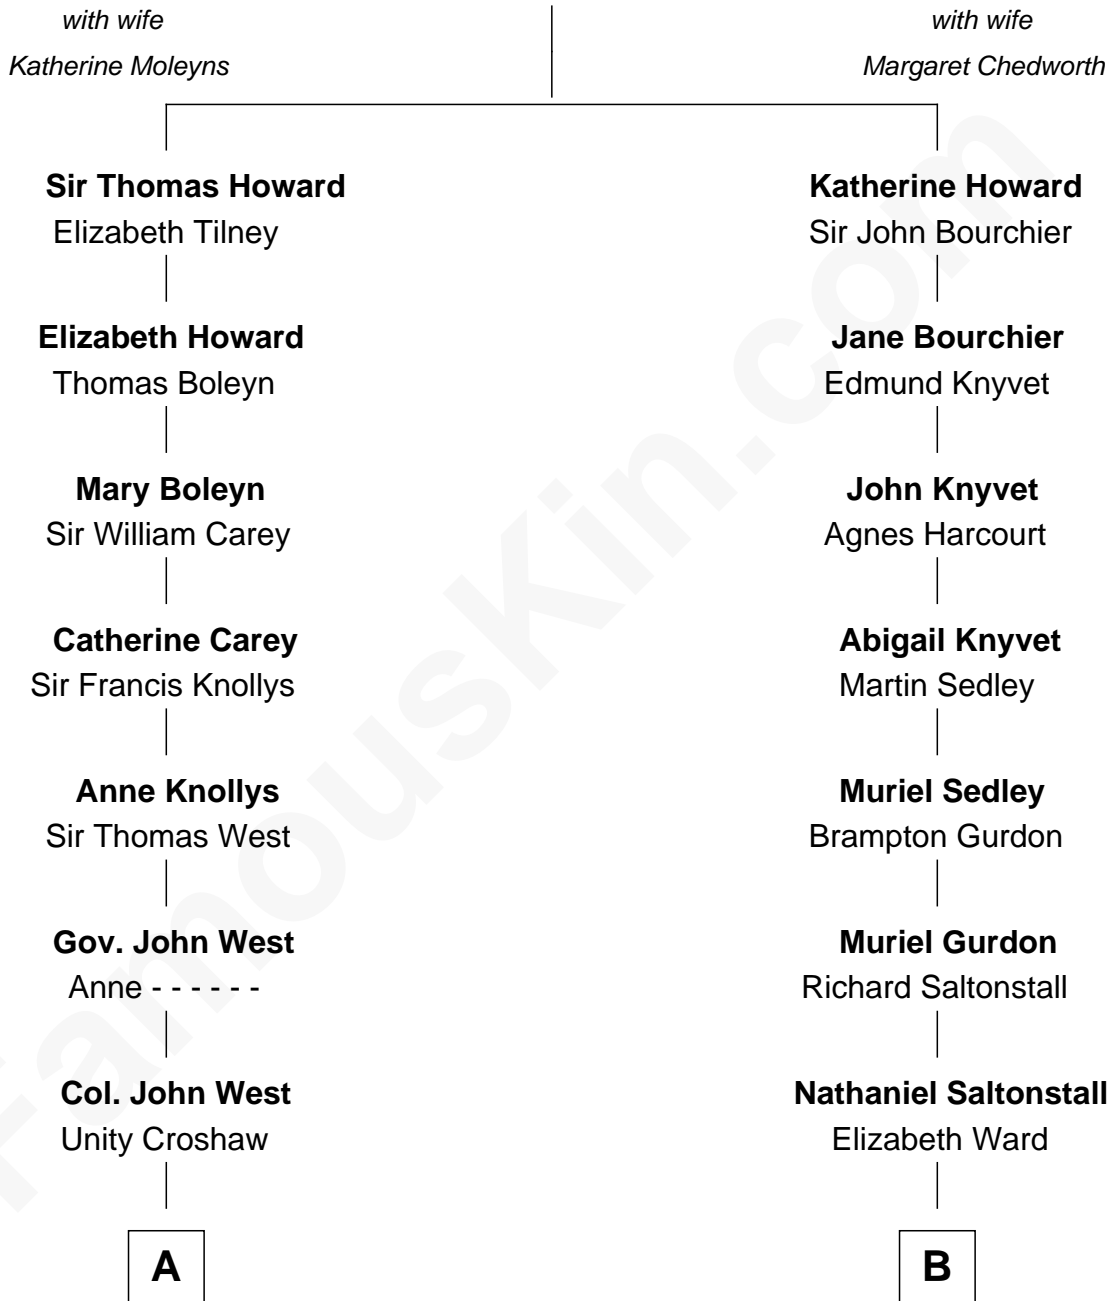 with wife
Katherine Moleyns
with wife
Margaret Chedworth
Sir Thomas Howard
Elizabeth Tilney
Katherine Howard
Sir John Bourchier
Elizabeth Howard
Thomas Boleyn
Jane Bourchier
Edmund Knyvet
Mary Boleyn
Sir William Carey
John Knyvet
Agnes Harcourt
Catherine Carey
Sir Francis Knollys
Abigail Knyvet
Martin Sedley
Anne Knollys
Sir Thomas West
Muriel Sedley
Brampton Gurdon
Gov. John West
Anne - - - - - -
Muriel Gurdon
Richard Saltonstall
Col. John West
Unity Croshaw
Nathaniel Saltonstall
Elizabeth Ward
A
B
FamousKin.com